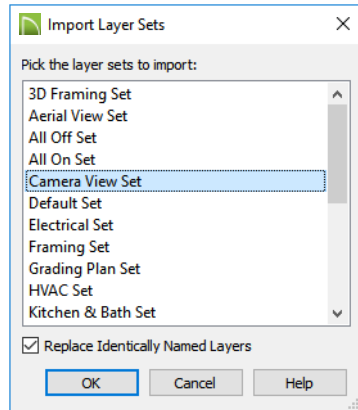 Import Layer Sets
Pick the layer sets to import:
3D Framing Set
Aerial View Set
All Off Set
All On Set
Camera View Set
Default Set
Electrical Set
Framing Set
Grading Plan Set
HVAC Set
Kitchen & Bath Set
Replace Identically Named Layers
OK Cancel Help